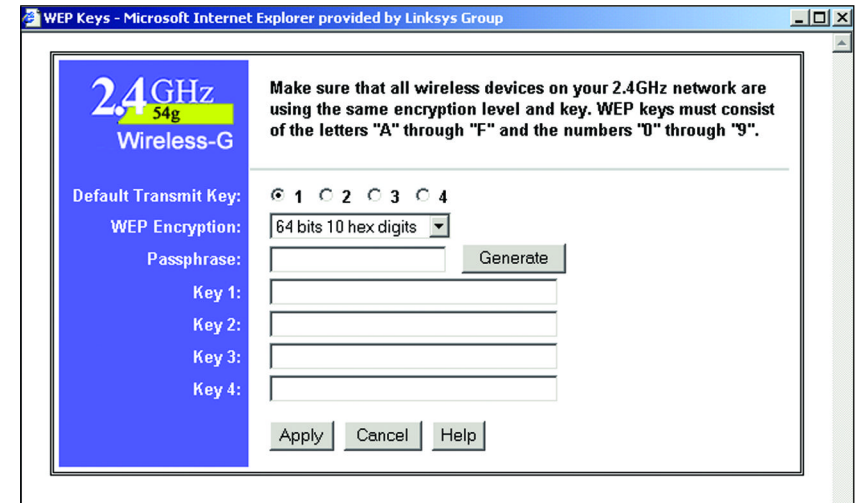 WEP Keys - Microsoft Internet Explorer provided by Linksys Group
2.4 GHz
54g
Wireless-G
Make sure that all wireless devices on your 2.4GHz network are
using the same encryption level and key. WEP keys must consist
of the letters "A" through "F" and the numbers "0" through "9".
Default Transmit Key: 1 2 3 4
WEP Encryption: 64 bits 10 hex digits
Passphrase: Generate
Key 1:
Key 2:
Key 3:
Key 4:
Apply Cancel Help